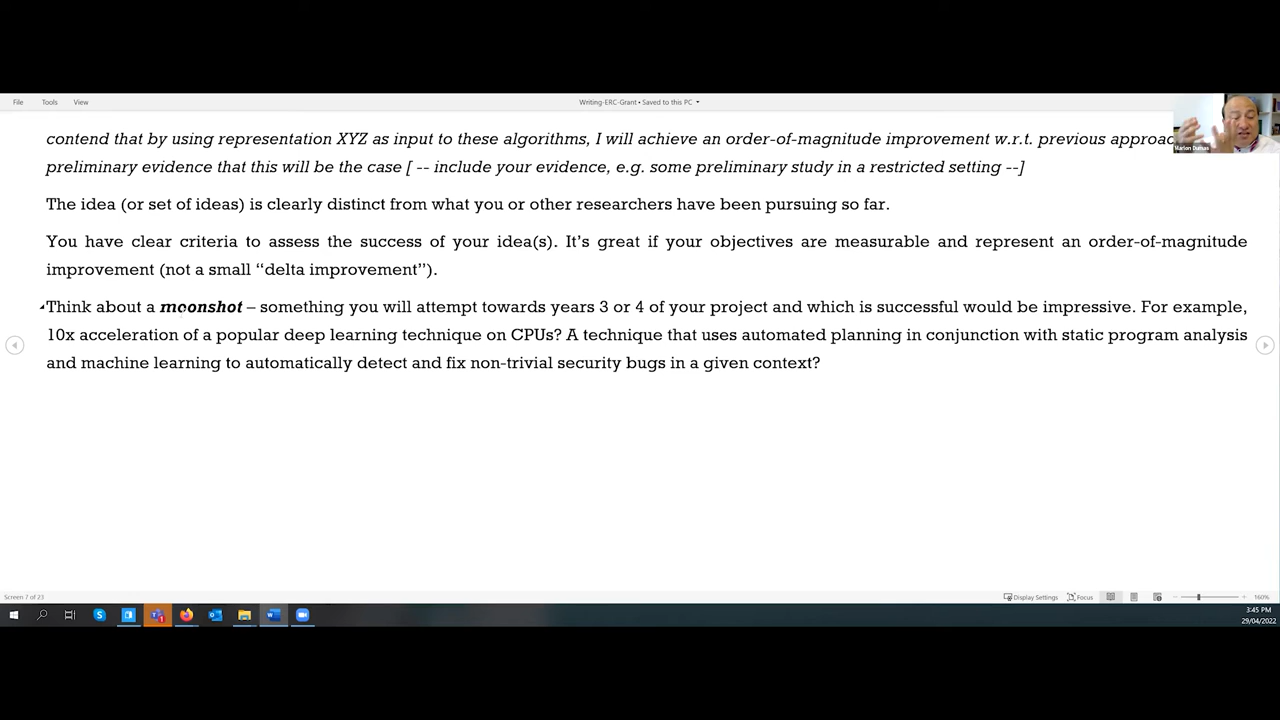 File Tools View
Writing-ERC-Grant • Saved to this PC
contend that by using representation XYZ as input to these algorithms, I will achieve an order-of-magnitude improvement w.r.t. previous
preliminary evidence that this will be the case [ -- include your evidence, e.g. some preliminary study in a restricted setting --]
Marlon Dumas
The idea (or set of ideas) is clearly distinct from what you or other researchers have been pursuing so far.
You have clear criteria to assess the success of your idea(s). It’s great if your objectives are measurable and represent an order-of-magnitude
improvement (not a small “delta improvement”).
Think about a moonshot – something you will attempt towards years 3 or 4 of your project and which is successful would be impressive. For example,
10x acceleration of a popular deep learning technique on CPUs? A technique that uses automated planning in conjunction with static program analysis
and machine learning to automatically detect and fix non-trivial security bugs in a given context?
Screen 7 of 23
Display Settings Focus 160%
3:45 PM
29/04/2022